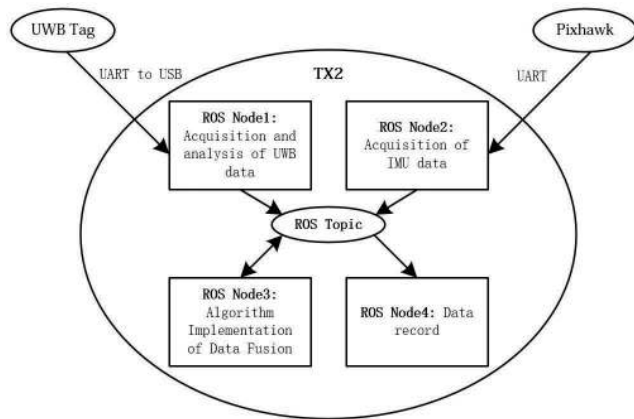 UWB Tag
Pixhawk
TX2
UART to USB
UART
ROS Node1:
Acquisition and
analysis of UWB
data
ROS Node2:
Acquisition of
IMU data
ROS Topic
ROS Node3:
Algorithm
Implementation
of Data Fusion
ROS Node4: Data
record